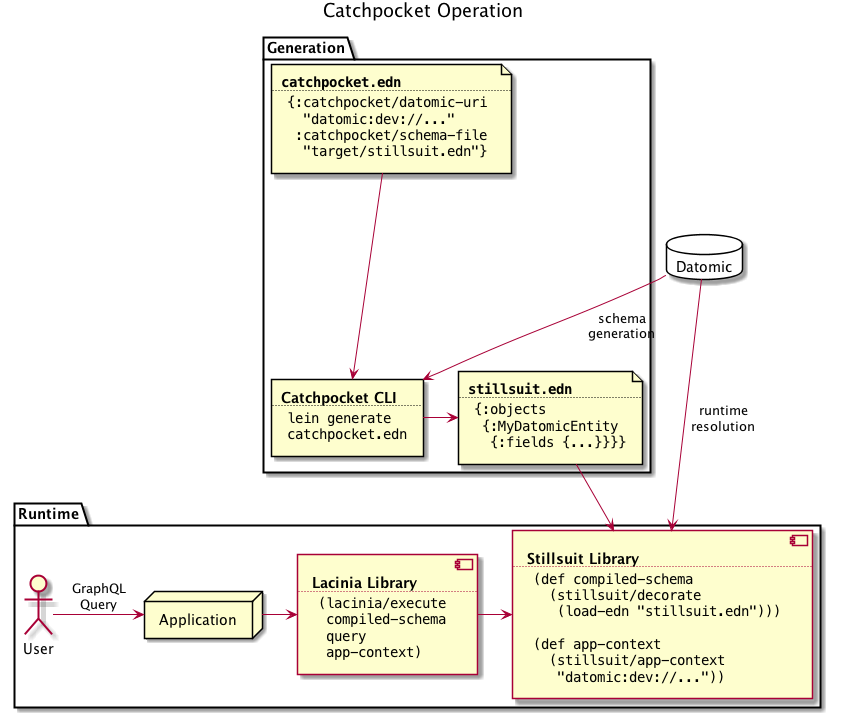 Catchpocket Operation
Generation
catchpocket.edn
{:catchpocket/datomic-uri
"datomic:dev://..."
:catchpocket/schema-file
"target/stillsuit.edn"}
Datomic
schema
generation
Catchpocket CLI
lein generate
catchpocket.edn
stillsuit.edn
{:objects
{:MyDatomicEntity
{:fields {...}}}}
runtime
resolution
Runtime
User
GraphQL
Query
Application
Lacinia Library
(lacinia/execute
compiled-schema
query
app-context)
Stillsuit Library
(def compiled-schema
(stillsuit/decorate
(load-edn "stillsuit.edn")))
(def app-context
(stillsuit/app-context
"datomic:dev://..."))